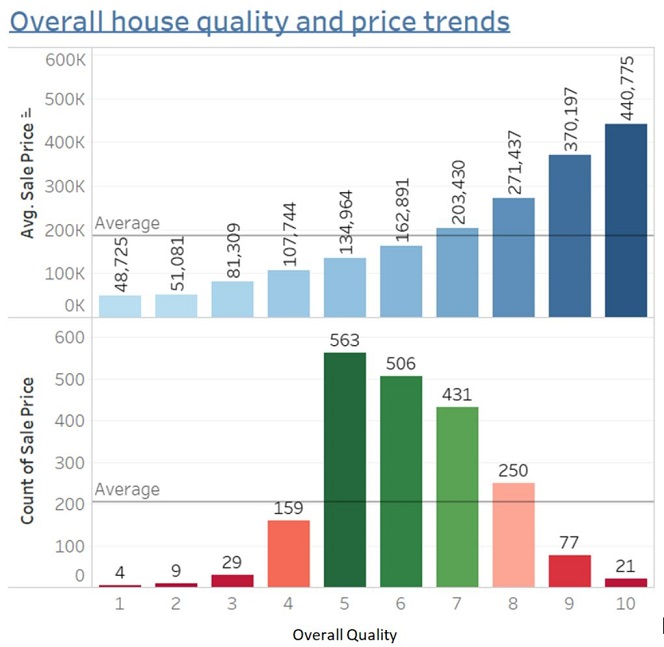 Overall house quality and price trends
Avg. Sale Price
600K
500K
400K
300K
200K
100K
0K
Average
48,725
51,081
81,309
107,744
134,964
162,891
203,430
271,437
370,197
440,775
Count of Sale Price
600
500
400
300
200
100
0
Average
4
9
29
159
563
506
431
250
77
21
1 2 3 4 5 6 7 8 9 10
Overall Quality